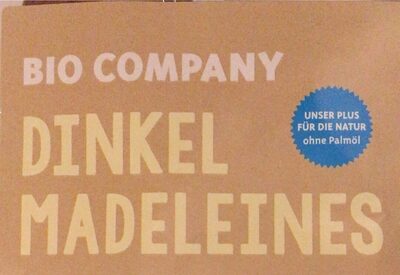 BIO COMPANY
UNSER PLUS
FÜR DIE NATUR
ohne Palmöl
DINKEL
MADELEINES